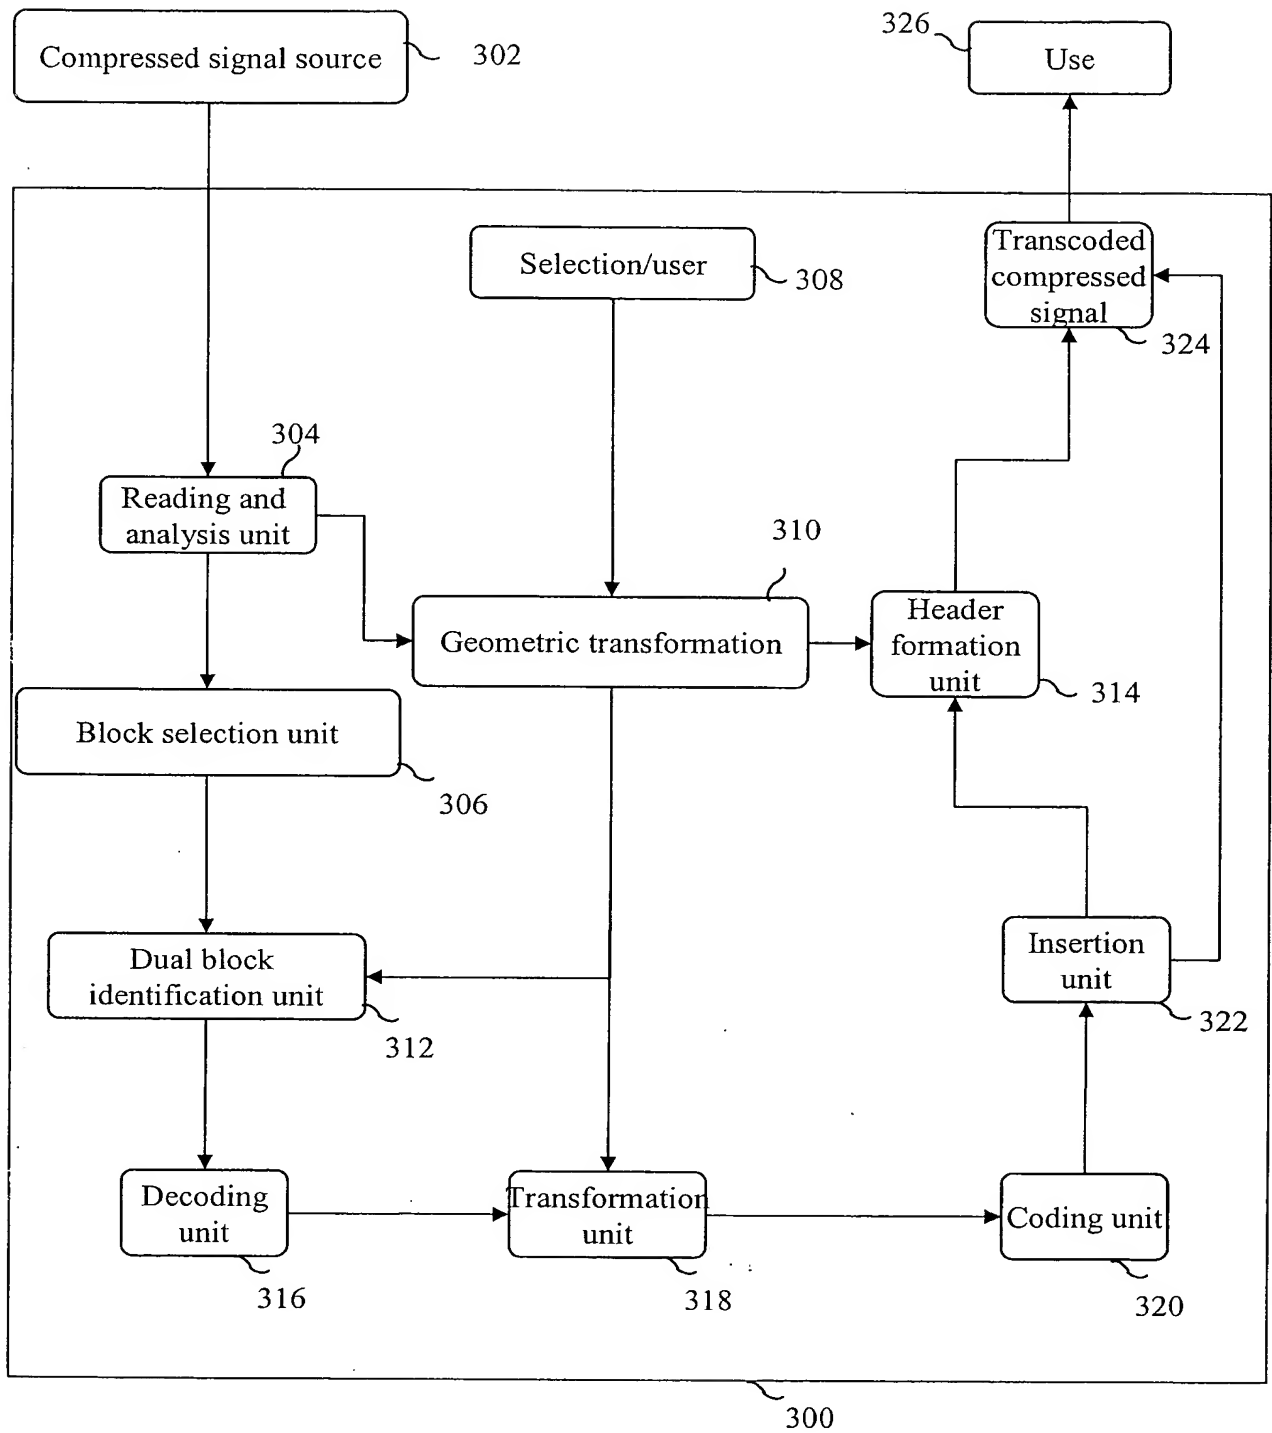 Compressed signal source
302
326
Use
Selection/user
308
Transcoded
compressed
signal
324
304
Reading and
analysis unit
310
Geometric transformation
Header
formation
unit
314
Block selection unit
306
Dual block
identification unit
312
Insertion
unit
322
Decoding
unit
316
Transformation
unit
318
Coding unit
320
300